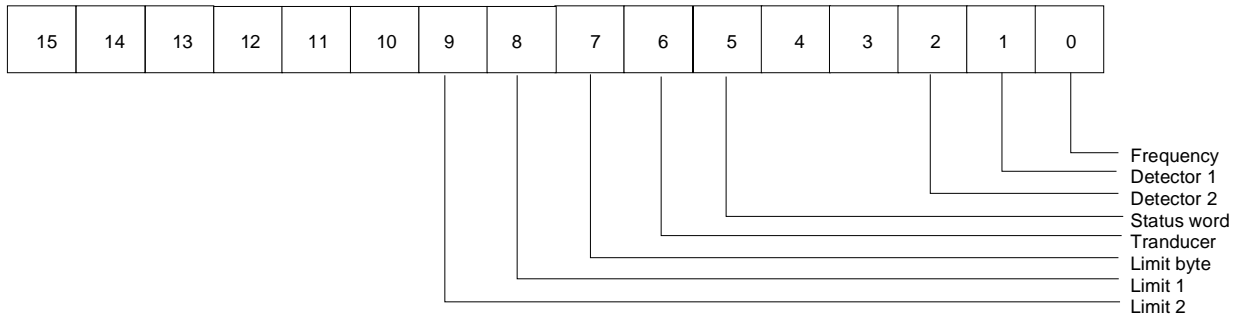 15 14 13 12 11 10 9 8 7 6 5 4 3 2 1 0
Frequency
Detector 1
Detector 2
Status word
Tranducer
Limit byte
Limit 1
Limit 2